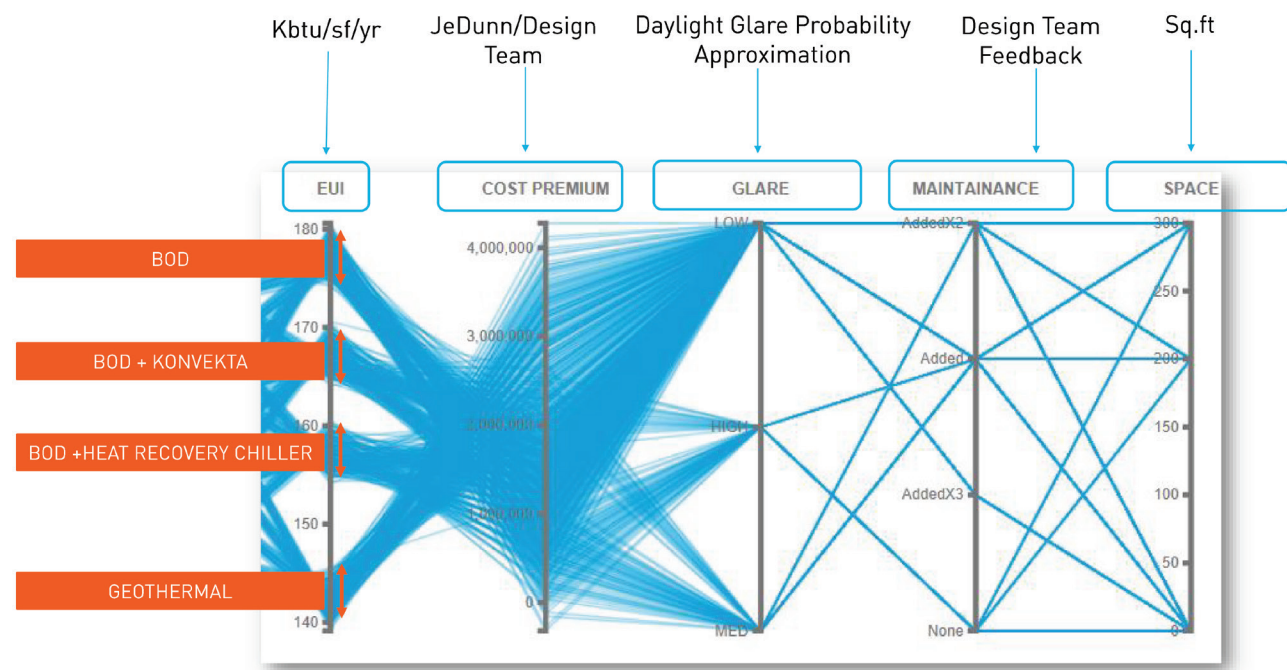 Kbtu/sf/yr
JeDunn/Design
Team
Daylight Glare Probability
Approximation
Design Team
Feedback
Sq.ft
EUI
COST PREMIUM
GLARE
MAINTAINANCE
SPACE
180
170
160
150
140
BOD
BOD + KONVEKTA
BOD +HEAT RECOVERY CHILLER
GEOTHERMAL
4,000,000
3,000,000
2,000,000
1,000,000
0
LOW
HIGH
MED
AddedX2
Added
AddedX3
None
300
250
200
150
100
50
0